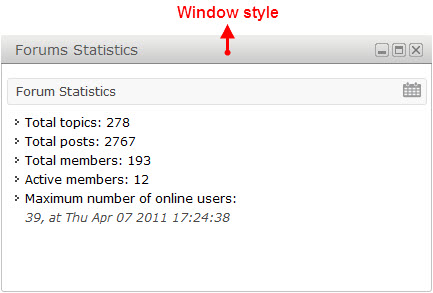 Window style
Forums Statistics
Forum Statistics
Total topics: 278
Total posts: 2767
Total members: 193
Active members: 12
Maximum number of online users:
39, at Thu Apr 07 2011 17:24:38